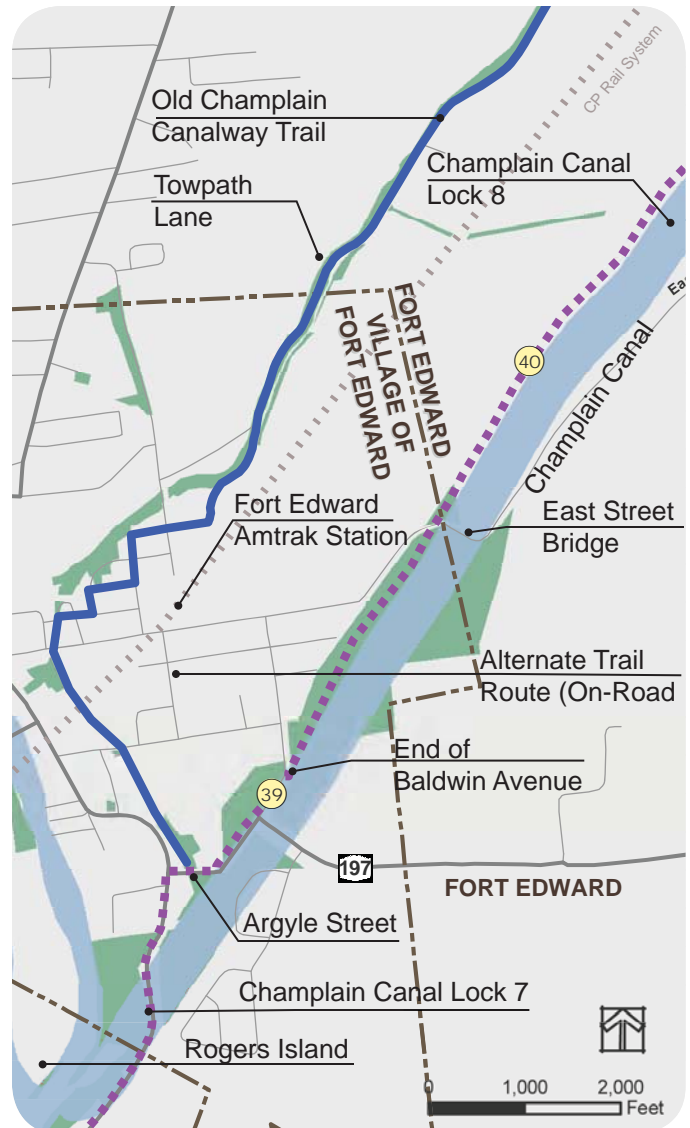 CP Rail System
Old Champlain
Canalway Trail
Champlain Canal
Lock 8
Towpath
Lane
FORT EDWARD
VILLAGE OF
FORT EDWARD
40
Champlain Canal
Fort Edward
Amtrak Station
East Street
Bridge
Alternate Trail
Route (On-Road
End of
Baldwin Avenue
39
197
FORT EDWARD
Argyle Street
Champlain Canal Lock 7
Rogers Island
0 1,000 2,000
Feet